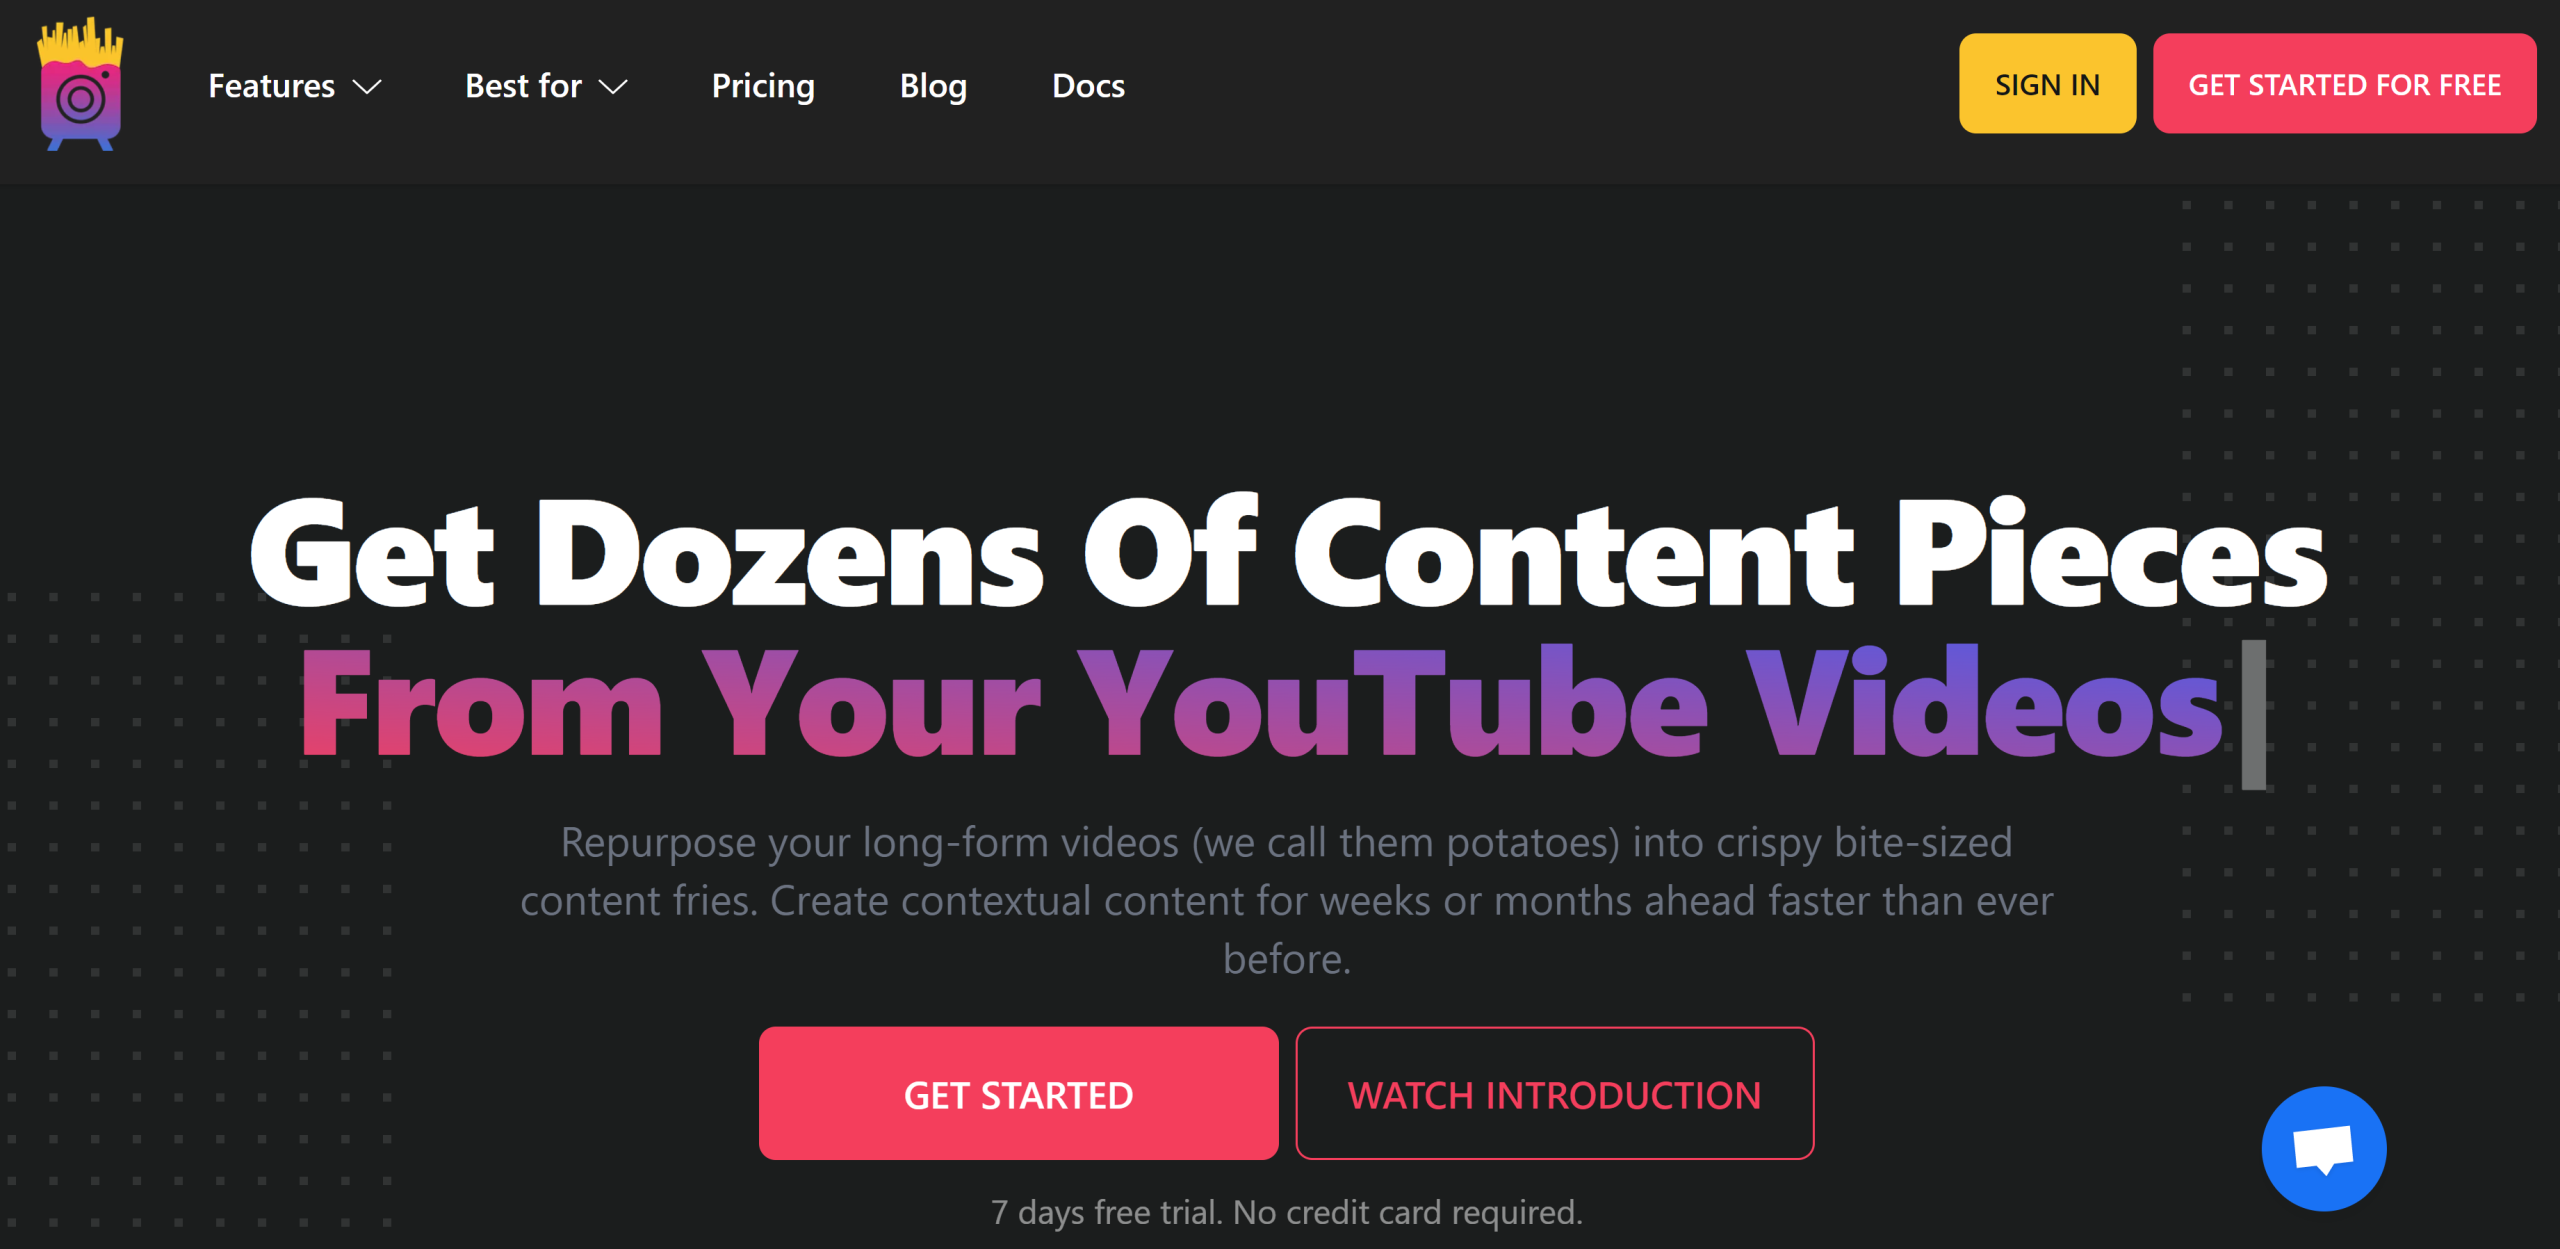 Features
Best for
Pricing
Blog
Docs
SIGN IN
GET STARTED FOR FREE
Get Dozens Of Content Pieces
From Your YouTube Videos
Repurpose your long-form videos (we call them potatoes) into crispy bite-sized
content fries. Create contextual content for weeks or months ahead faster than ever
before.
GET STARTED
WATCH INTRODUCTION
7 days free trial. No credit card required.